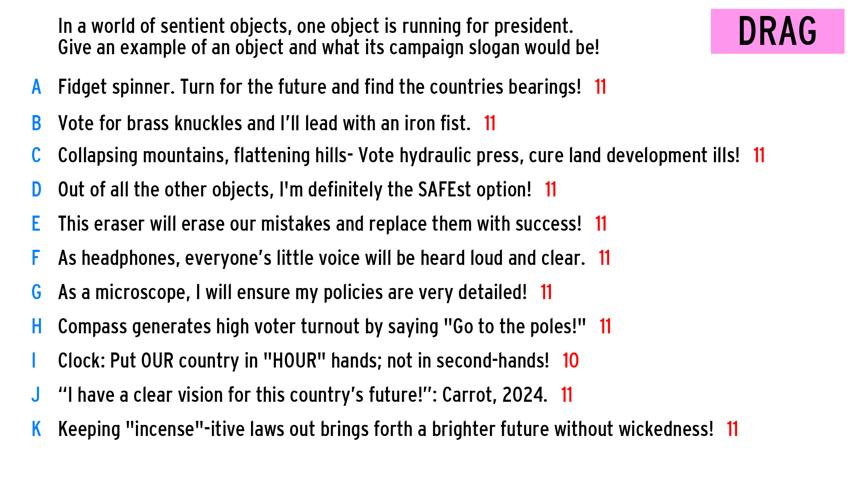 In a world of sentient objects, one object is running for president.
DRAG
Give an example of an object and what its campaign slogan would be!
A Fidget spinner. Turn for the future and find the countries bearings! 11
B Vote for brass knuckles and I'll lead with an iron fist. 11
C Collapsing mountains, flattening hills- Vote hydraulic press, cure land development ills! 11
D Out of all the other objects, I'm definitely the SAFEst option! 11
E This eraser will erase our mistakes and replace them with success! 11
F As headphones, everyone's little voice will be heard loud and clear. 11
G As a microscope, I will ensure my policies are very detailed! 11
H Compass generates high voter turnout by saying "Go to the poles!" 11
I Clock: Put OUR country in "HOUR" hands; not in second-hands! 10
J “I have a clear vision for this country's future!”: Carrot, 2024. 11
K Keeping "incense"-itive laws out brings forth a brighter future without wickedness! 11